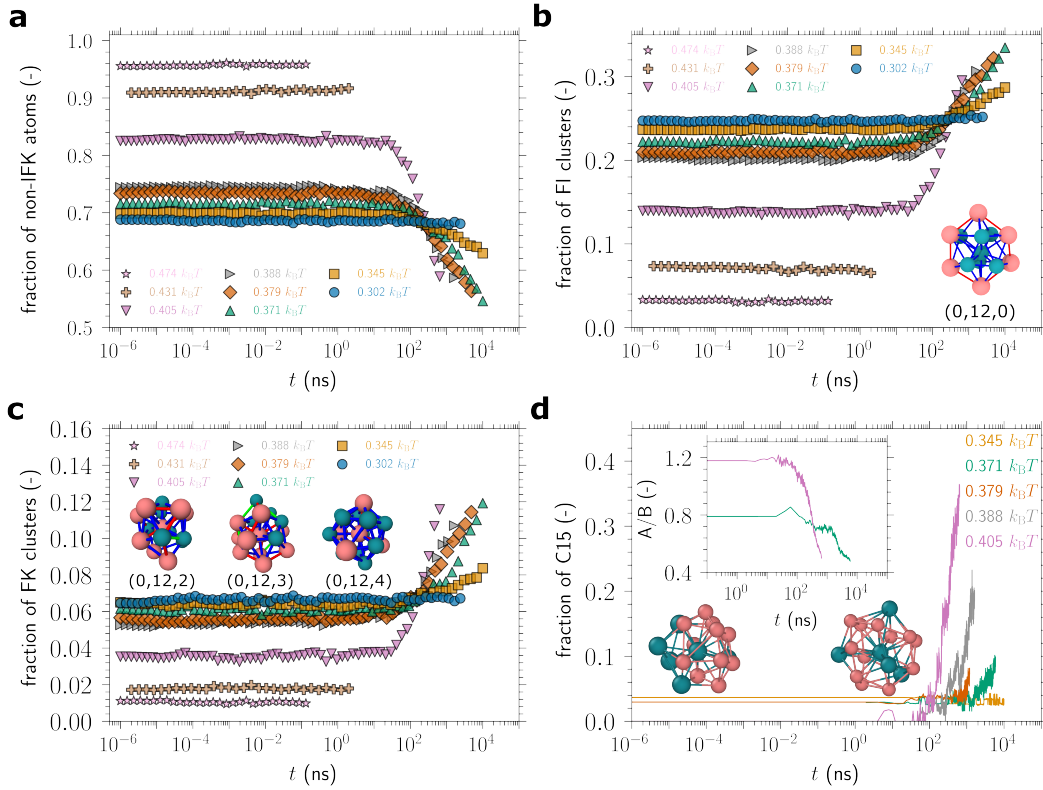 a
fraction of non-IFK atoms
1.0
0.9
0.8
0.7
0.6
0.5
0.474 kBT
0.431 kBT
0.405 kBT
0.388 kBT
0.379 kBT
0.371 kBT
0.345 kBT
0.302 kBT
10⁻⁶ 10⁻⁴ 10⁻² 10⁰ 10² 10⁴
t (ns)
b
fraction of FI clusters (-)
0.3
0.2
0.1
0.0
0.474 kBT
0.431 kBT
0.405 kBT
0.388 kBT
0.379 kBT
0.371 kBT
0.345 kBT
0.302 kBT
(0,12,0)
10⁻⁶ 10⁻⁴ 10⁻² 10⁰ 10² 10⁴
t (ns)
c
fraction of FK clusters (-)
0.16
0.14
0.12
0.10
0.08
0.06
0.04
0.02
0.00
0.474 kBT
0.431 kBT
0.405 kBT
0.388 kBT
0.379 kBT
0.371 kBT
0.345 kBT
0.302 kBT
(0,12,2) (0,12,3) (0,12,4)
10⁻⁶ 10⁻⁴ 10⁻² 10⁰ 10² 10⁴
t (ns)
d
fraction of C15 (-)
0.4
0.3
0.2
0.1
0.0
A/B (-)
1.2
0.8
0.4
10⁰ 10² 10⁴
t (ns)
0.345 kBT
0.371 kBT
0.379 kBT
0.388 kBT
0.405 kBT
10⁻⁶ 10⁻⁴ 10⁻² 10⁰ 10² 10⁴
t (ns)